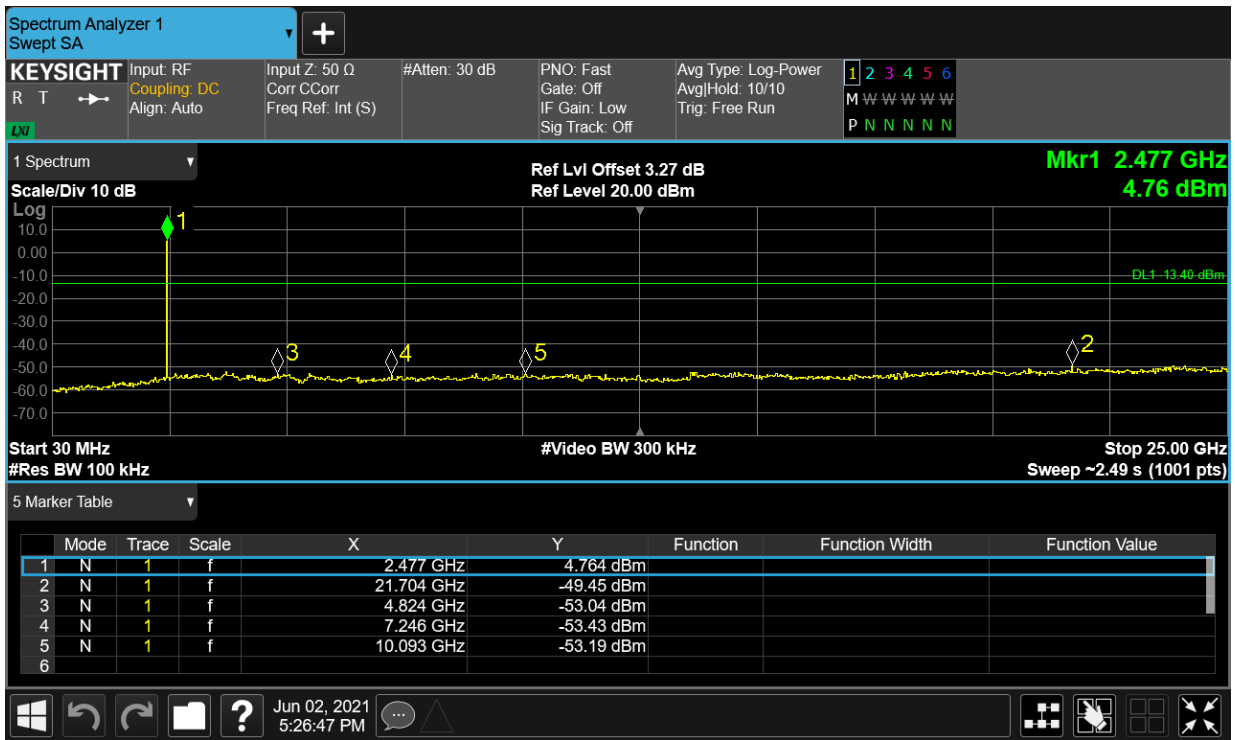 Spectrum Analyzer 1
Swept SA
KEYSIGHT Input: RF Input Z: 50 Ω #Atten: 30 dB PNO: Fast Avg Type: Log-Power 1 2 3 4 5 6
R T Coupling: DC Corr CCorr Gate: Off Avg|Hold: 10/10 M W W W W W W
Align: Auto Freq Ref: Int (S) IF Gain: Low Trig: Free Run
LXI Sig Track: Off P N N N N N N
1 Spectrum Ref Lvl Offset 3.27 dB Mkr1 2.477 GHz
Scale/Div 10 dB Ref Level 20.00 dBm 4.76 dBm
Log
1
10.0
0.00
-10.0 DL1 -13.40 dBm
-20.0
-30.0
-40.0 3 4 5 2
-50.0
-60.0
-70.0
Start 30 MHz #Video BW 300 kHz Stop 25.00 GHz
#Res BW 100 kHz Sweep ~2.49 s (1001 pts)
5 Marker Table
Mode Trace Scale X Y Function Function Width Function Value
1 N 1 f 2.477 GHz 4.764 dBm
2 N 1 f 21.704 GHz -49.45 dBm
3 N 1 f 4.824 GHz -53.04 dBm
4 N 1 f 7.246 GHz -53.43 dBm
5 N 1 f 10.093 GHz -53.19 dBm
6
? Jun 02, 2021
5:26:47 PM